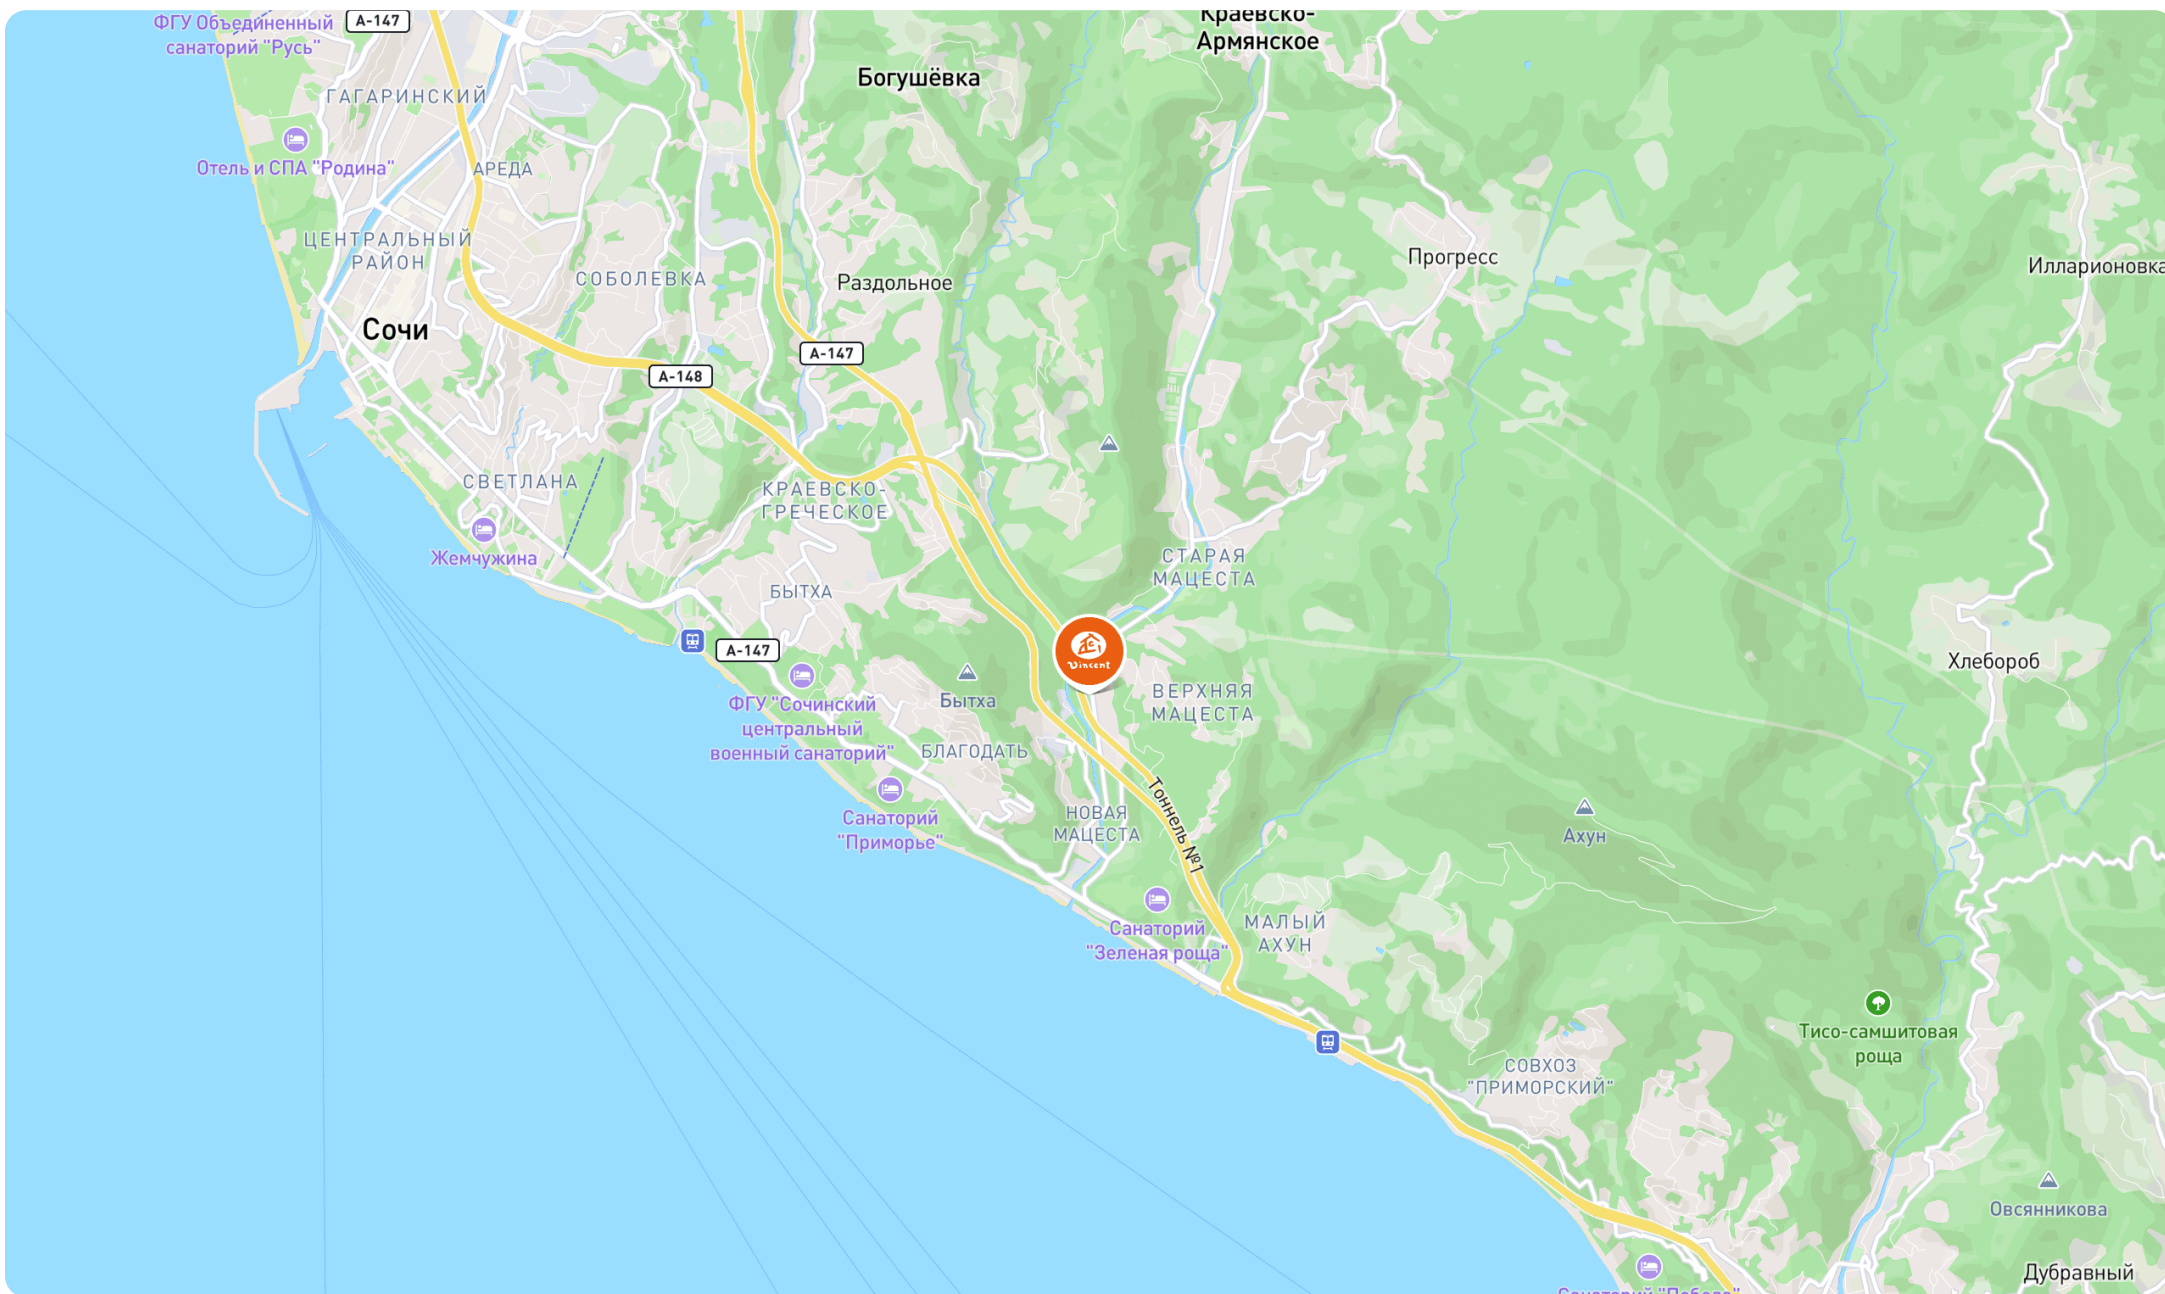 ФГУ Объединенный
санаторий "Русь"
А-147
Краевско-
Армянское
Богушёвка
ГАГАРИНСКИЙ
Отель и СПА "Родина"
АРЕДА
ЦЕНТРАЛЬНЫЙ
РАЙОН
СОБОЛЕВКА
Раздольное
Прогресс
Илларионовка
Сочи
А-147
А-148
СВЕТЛАНА
КРАЕВСКО-
ГРЕЧЕСКОЕ
Жемчужина
СТАРАЯ
МАЦЕСТА
БЫТХА
А-147
Vincent
Хлебороб
ФГУ "Сочинский
центральный
военный санаторий"
Бытха
ВЕРХНЯЯ
МАЦЕСТА
БЛАГОДАТЬ
Санаторий
"Приморье"
НОВАЯ
МАЦЕСТА
Тоннель №1
Ахун
Санаторий
"Зеленая роща"
МАЛЫЙ
АХУН
Тисо-самшитовая
роща
СОВХОЗ
"ПРИМОРСКИЙ"
Овсянникова
Дубравный
Санаторий "Победа"